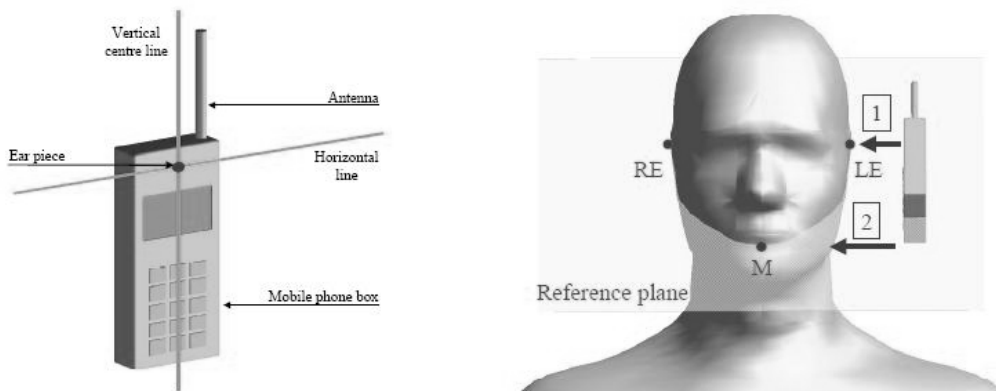 Vertical
centre line
Antenna
Ear piece
Horizontal
line
Mobile phone box
1
RE
LE
2
M
Reference plane